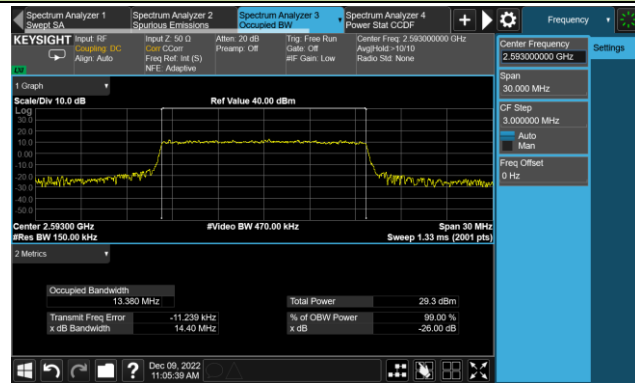 Spectrum Analyzer 1
Swept SA
Spectrum Analyzer 2
Spurious Emissions
Spectrum Analyzer 3
Occupied BW
Spectrum Analyzer 4
Power Stat CCDF
Frequency
KEYSIGHT
Input: RF
Coupling: DC
Align: Auto
Input Z: 50 Ω
Corr CCorr
Freq Ref: Int (S)
NFE: Adaptive
Atten: 20 dB
Preamp: Off
Trig: Free Run
Gate: Off
#IF Gain: Low
Center Freq: 2.593000000 GHz
Avg|Hold:>10/10
Radio Std: None
Center Frequency
2.593000000 GHz
Settings
Span
30.000 MHz
CF Step
3.000000 MHz
Auto
Man
Freq Offset
0 Hz
1 Graph
Scale/Div 10.0 dB
Ref Value 40.00 dBm
Log
30.0
20.0
10.0
0.00
-10.0
-20.0
-30.0
-40.0
-50.0
Center 2.59300 GHz
#Video BW 470.00 kHz
Span 30 MHz
#Res BW 150.00 kHz
Sweep 1.33 ms (2001 pts)
2 Metrics
Occupied Bandwidth
13.380 MHz
Total Power
29.3 dBm
Transmit Freq Error
-11.239 kHz
% of OBW Power
99.00 %
x dB Bandwidth
14.40 MHz
x dB
-26.00 dB
?
Dec 09, 2022
11:05:39 AM